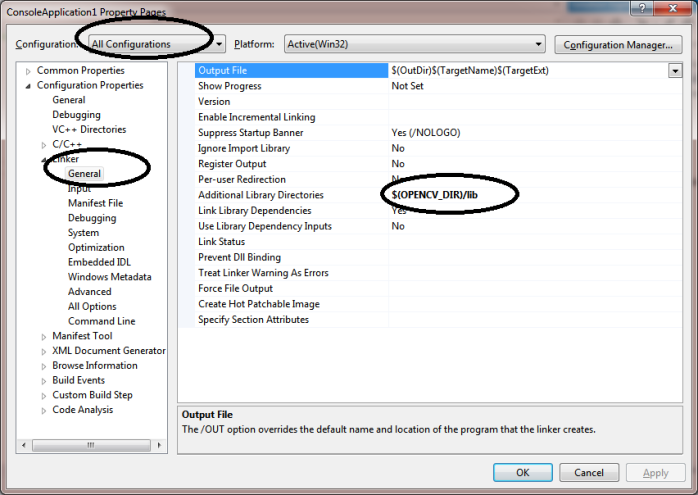 ConsoleApplication1 Property Pages
Configuration: All Configurations Platform: Active(Win32) Configuration Manager...
Common Properties
Configuration Properties
General
Debugging
VC++ Directories
C/C++
Linker
General
Input
Manifest File
Debugging
System
Optimization
Embedded IDL
Windows Metadata
Advanced
All Options
Command Line
Manifest Tool
XML Document Generator
Browse Information
Build Events
Custom Build Step
Code Analysis
Output File $(OutDir)$(TargetName)$(TargetExt)
Show Progress Not Set
Version
Enable Incremental Linking
Suppress Startup Banner Yes (/NOLOGO)
Ignore Import Library No
Register Output No
Per-user Redirection No
Additional Library Directories $(OPENCV_DIR)/lib
Link Library Dependencies Yes
Use Library Dependency Inputs No
Link Status
Prevent Dll Binding
Treat Linker Warning As Errors
Force File Output
Create Hot Patchable Image
Specify Section Attributes
Output File
The /OUT option overrides the default name and location of the program that the linker creates.
OK Cancel Apply